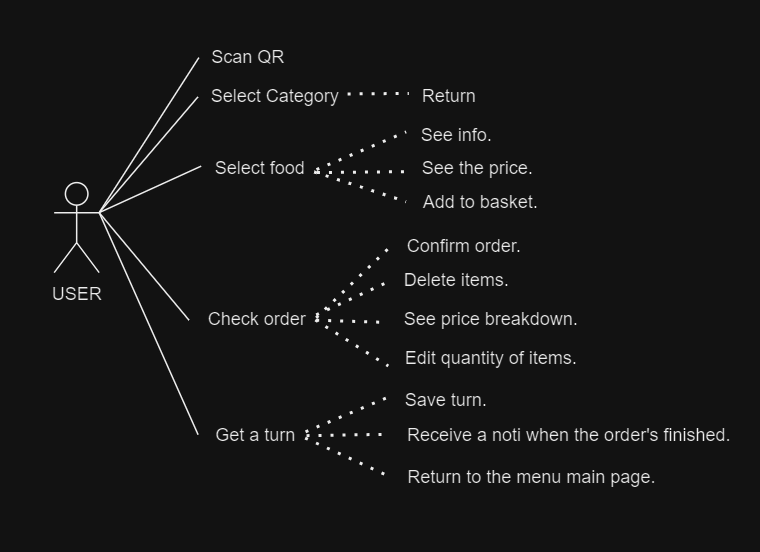 Scan QR
Select Category
Return
See info.
Select food
See the price.
Add to basket.
USER
Confirm order.
Delete items.
Check order
See price breakdown.
Edit quantity of items.
Save turn.
Get a turn
Receive a noti when the order's finished.
Return to the menu main page.